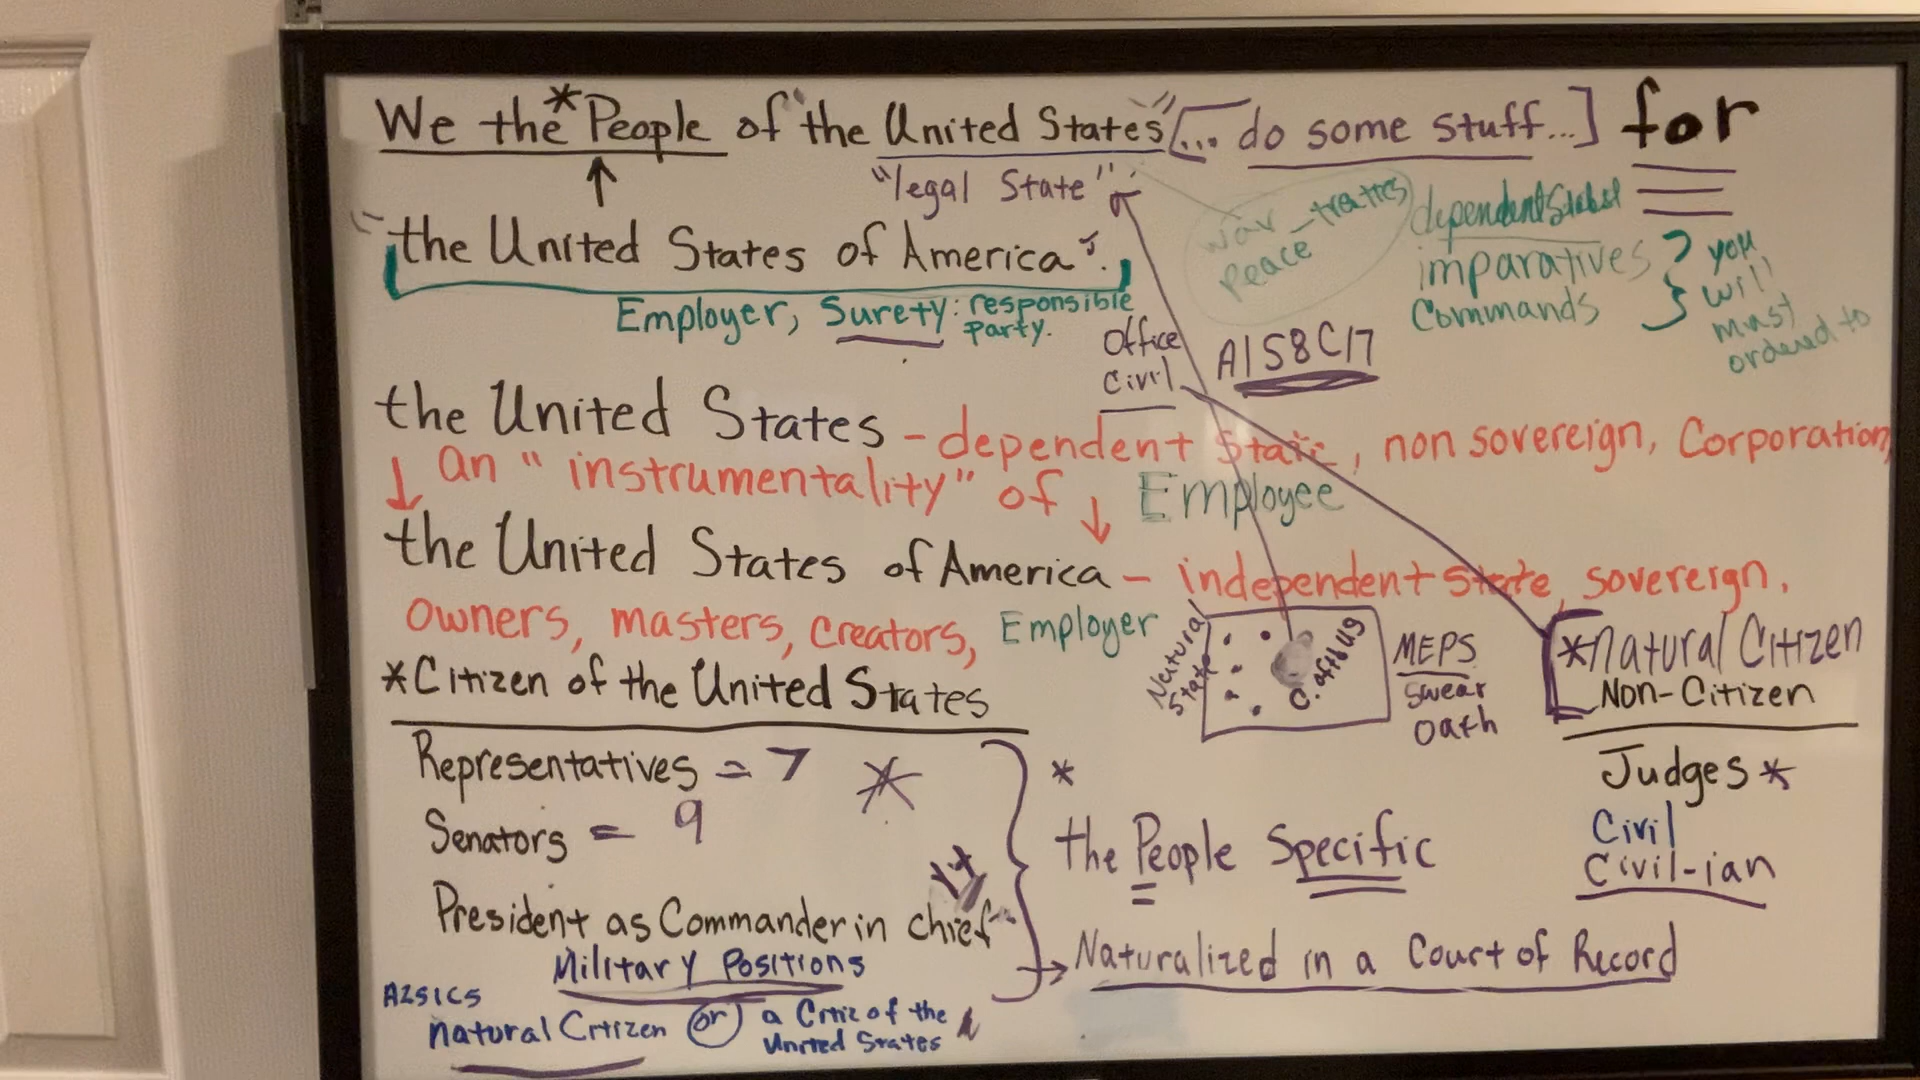 We the *People of the United States" [... do some stuff...] for
"legal State"
"the United States of America".
Employer, Surety: responsible party.
war - treaties
peace
dependent
imparatives
Commands
you
will
must
ordered to
Office
Civil
A1S8C17
the United States - dependent State, non sovereign, Corporation,
an "instrumentality" of
Employee
the United States of America - independent State, sovereign,
owners, masters, creators, Employer
Natural State
C. of the US
MEPS
swear
oath
*Natural Citizen
Non-Citizen
*Citizen of the United States
Representatives = 7 *
Senators = 9
14
President as Commander in chief
Military Positions
A2S1C5
natural Citizen or a Citiz of the United States
*
the People Specific
Naturalized in a Court of Record
Judges *
Civil
Civil-ian